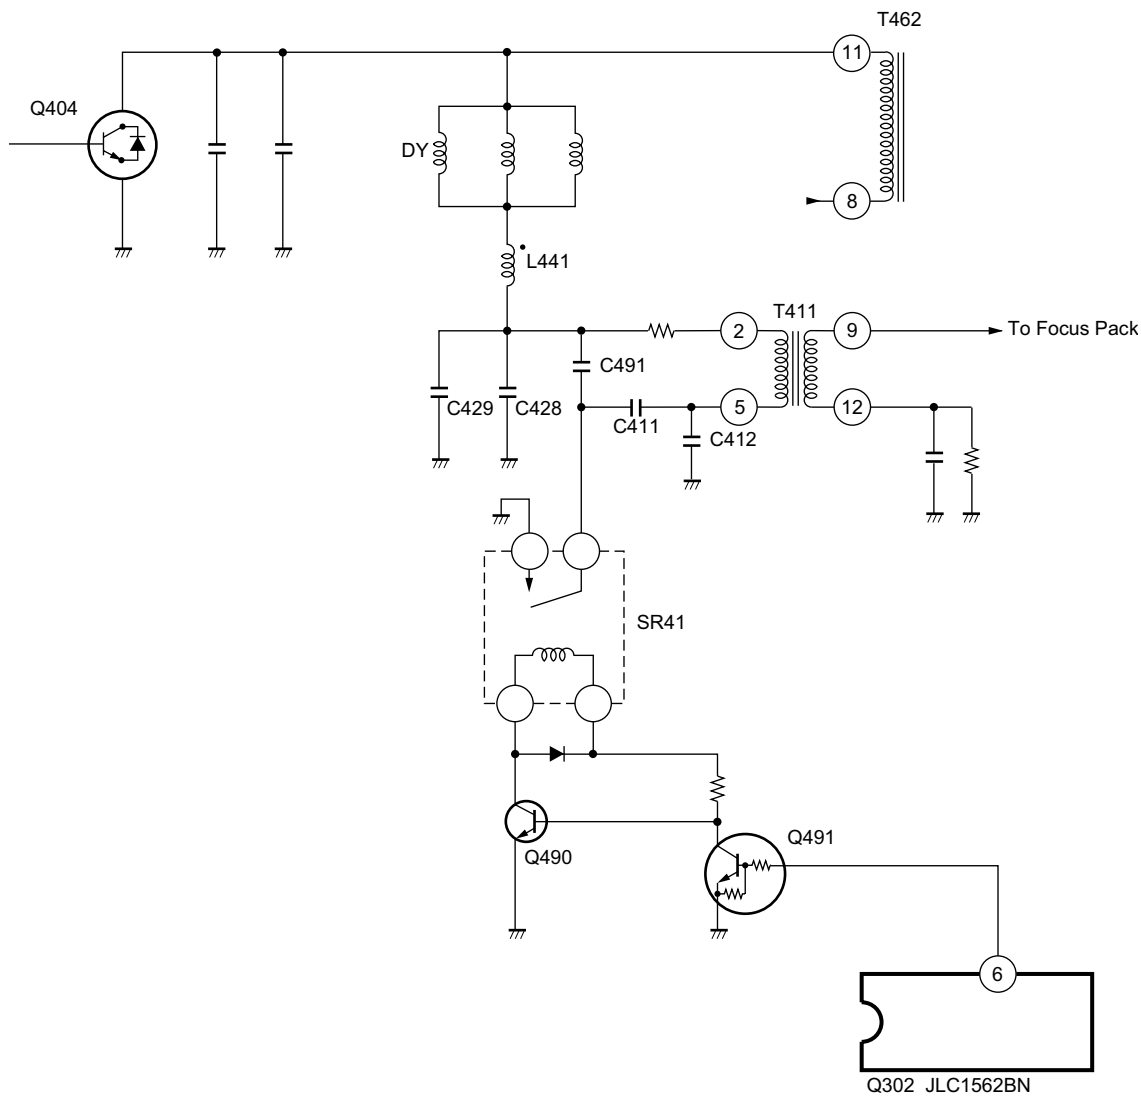 T462
11
Q404
DY
8
L441
T411
2
9
To Focus Pack
C491
C429
C428
C411
5
12
C412
SR41
Q490
Q491
6
Q302 JLC1562BN